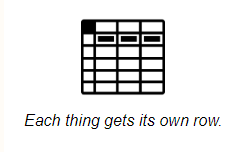 Each thing gets its own row.